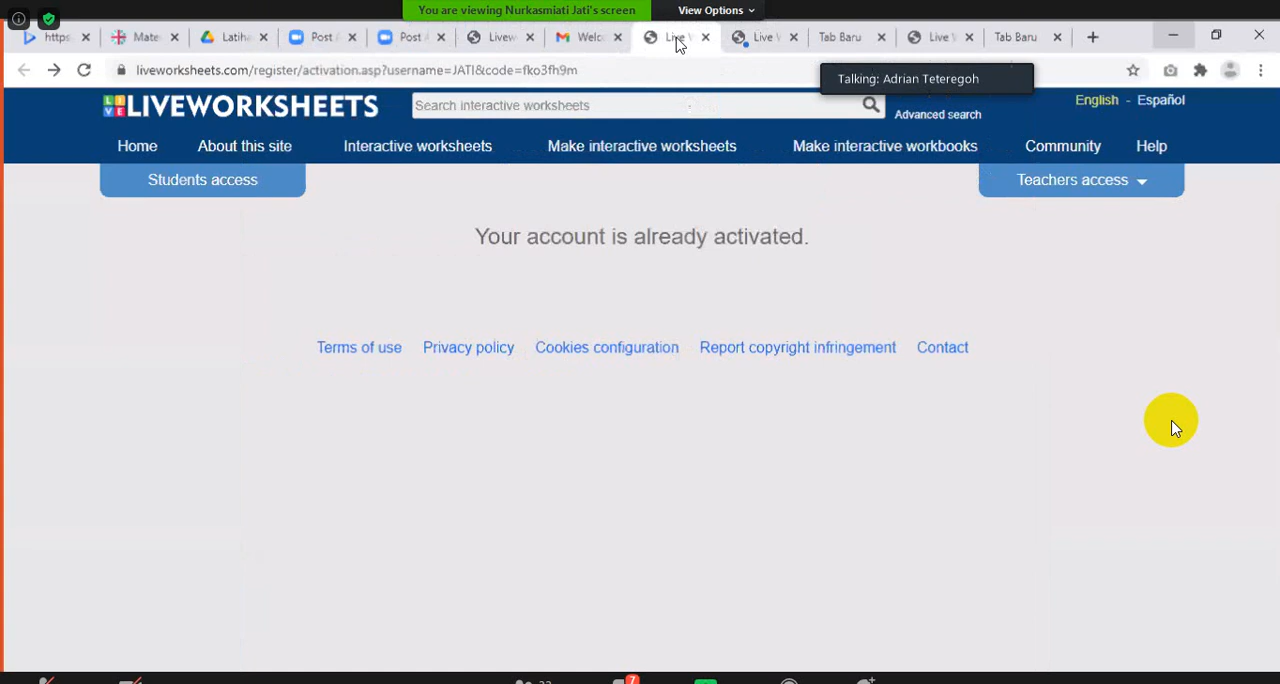 You are viewing Nurkasmiati Jati's screen
View Options
https
Mate
Latiha
Post
Post
Livew
Welc
Live
Live
Tab Baru
Live
Tab Baru
liveworksheets.com/register/activation.asp?username=JATI&code=fko3fh9m
Talking: Adrian Teteregoh
LIVEWORKSHEETS
Search interactive worksheets
Advanced search
English - Español
Home
About this site
Interactive worksheets
Make interactive worksheets
Make interactive workbooks
Community
Help
Students access
Teachers access
Your account is already activated.
Terms of use
Privacy policy
Cookies configuration
Report copyright infringement
Contact
7